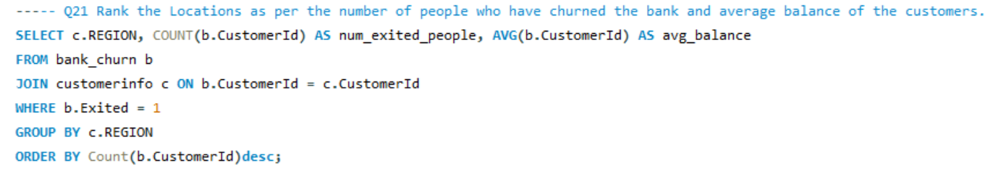 ----- Q21 Rank the Locations as per the number of people who have churned the bank and average balance of the customers.
SELECT c.REGION, COUNT(b.CustomerId) AS num_exited_people, AVG(b.CustomerId) AS avg_balance
FROM bank_churn b
JOIN customerinfo c ON b.CustomerId = c.CustomerId
WHERE b.Exited = 1
GROUP BY c.REGION
ORDER BY Count(b.CustomerId)desc;